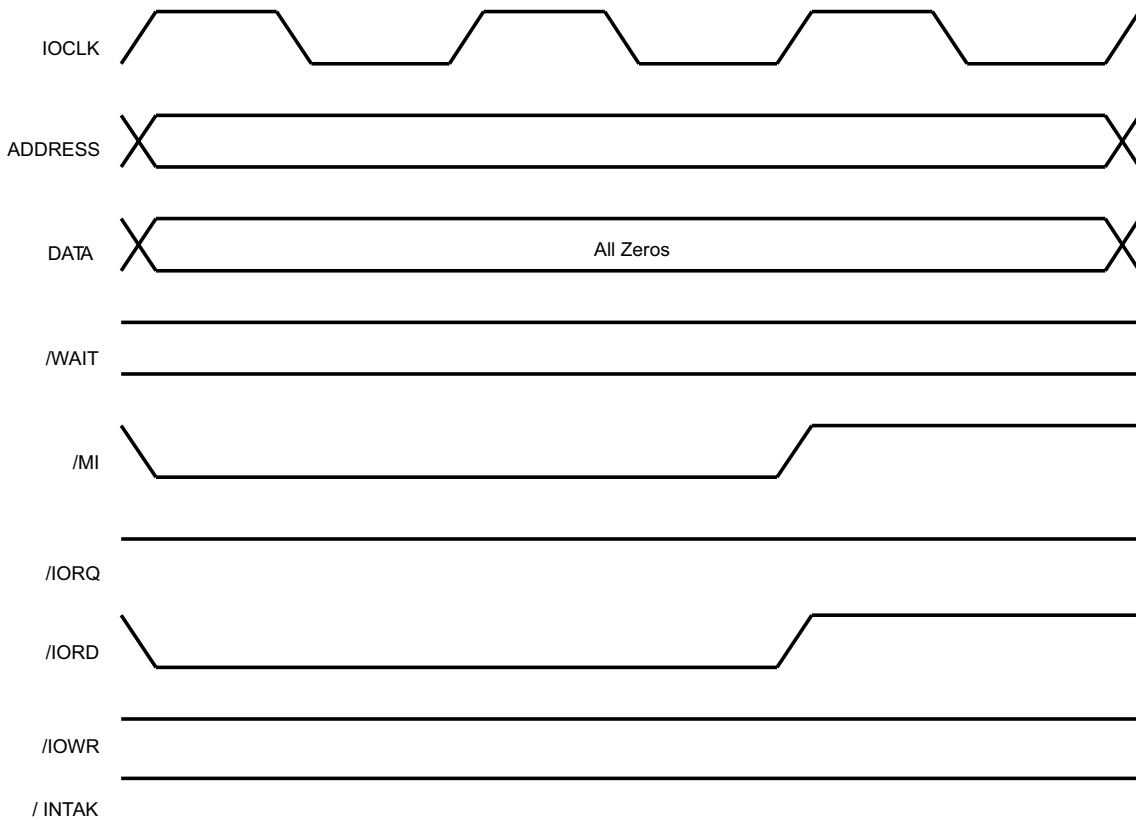 IOCLK
ADDRESS
DATA
All Zeros
/WAIT
/MI
/IORQ
/IORD
/IOWR
/ INTAK